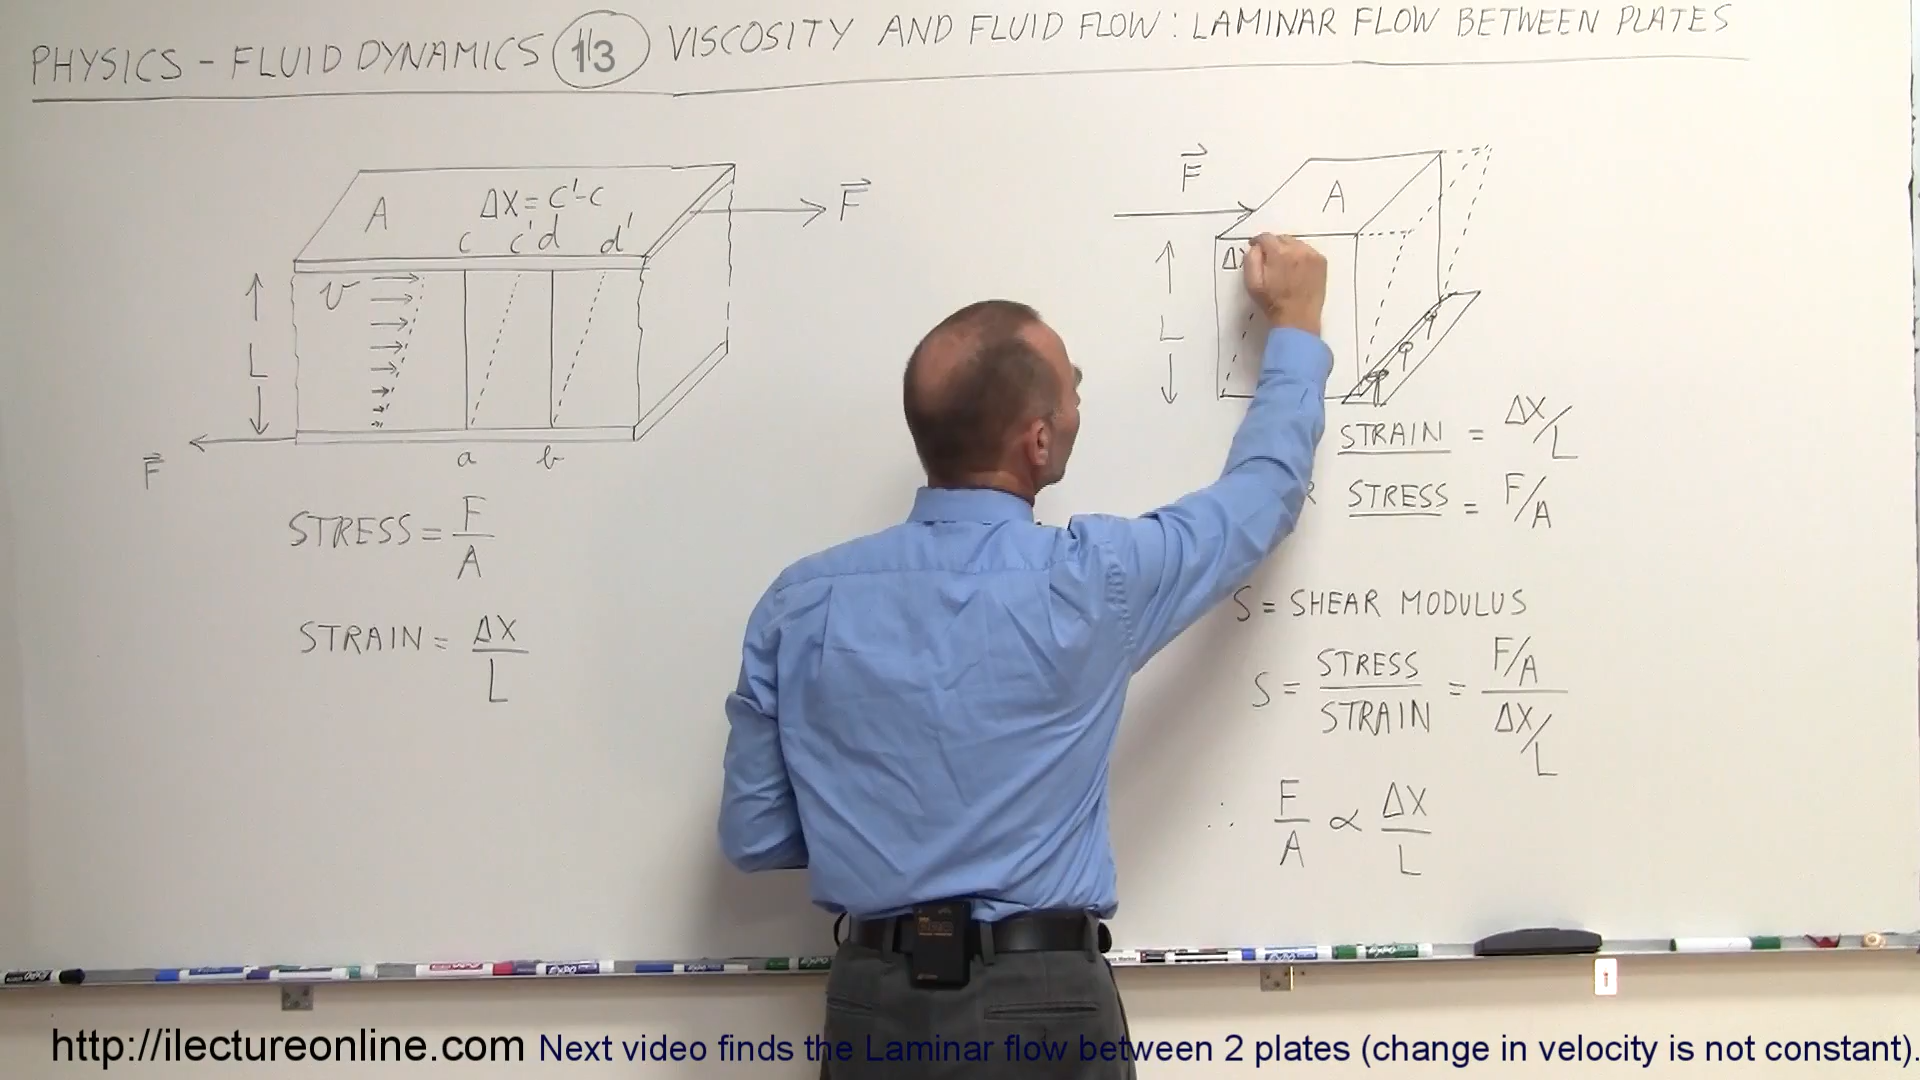 PHYSICS - FLUID DYNAMICS 13 VISCOSITY AND FLUID FLOW: LAMINAR FLOW BETWEEN PLATES
A ΔX = C'-C
c c' d d'
F
L
v
F
a b
STRESS = F/A
STRAIN = ΔX/L
F
A
ΔX
L
STRAIN = ΔX/L
STRESS = F/A
S = SHEAR MODULUS
S = STRESS/STRAIN = F/A / ΔX/L
∴ F/A ∝ ΔX/L
http://ilectureonline.com Next video finds the Laminar flow between 2 plates (change in velocity is not constant).